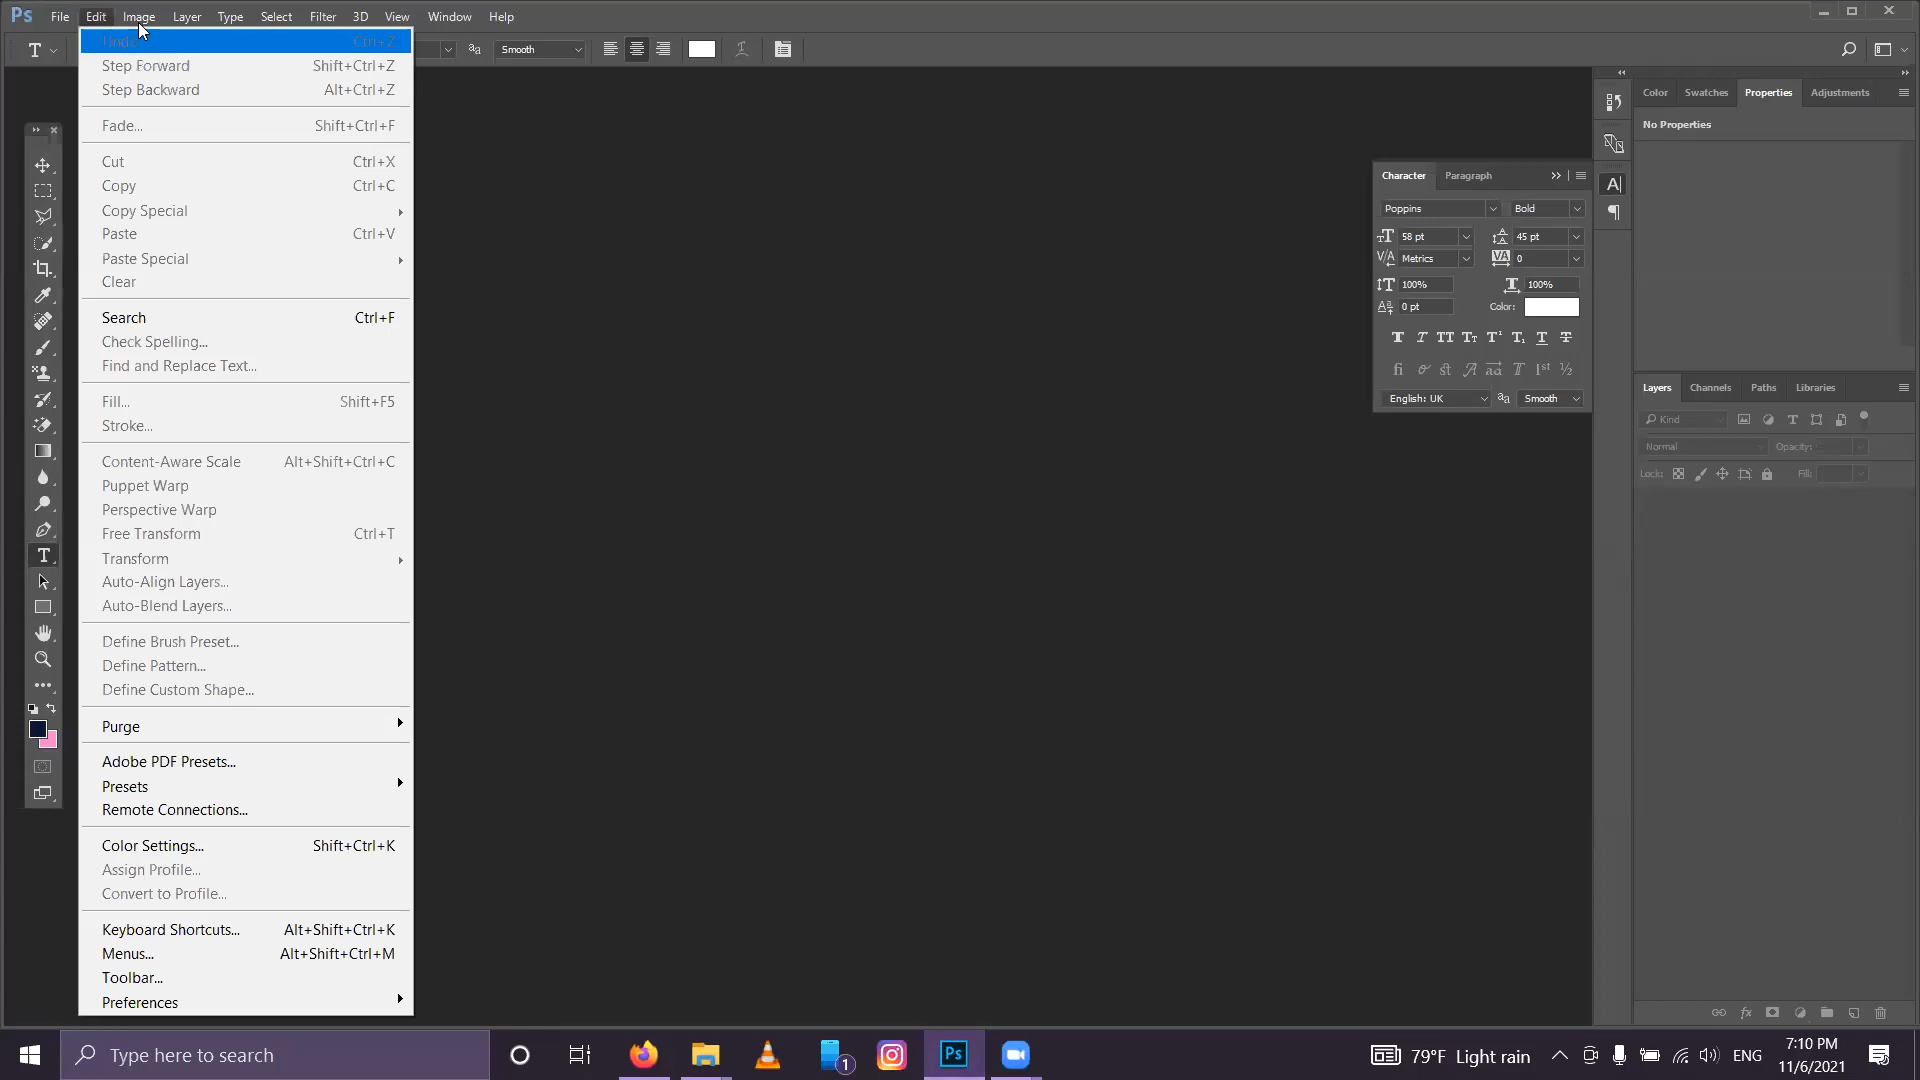 Ps File Edit Image Layer Type Select Filter 3D View Window Help
T aa Smooth
Undo Ctrl+Z
Step Forward Shift+Ctrl+Z
Step Backward Alt+Ctrl+Z
Fade... Shift+Ctrl+F
Cut Ctrl+X
Copy Ctrl+C
Copy Special
Paste Ctrl+V
Paste Special
Clear
Search Ctrl+F
Check Spelling...
Find and Replace Text...
Fill... Shift+F5
Stroke...
Content-Aware Scale Alt+Shift+Ctrl+C
Puppet Warp
Perspective Warp
Free Transform Ctrl+T
Transform
Auto-Align Layers...
Auto-Blend Layers...
Define Brush Preset...
Define Pattern...
Define Custom Shape...
Purge
Adobe PDF Presets...
Presets
Remote Connections...
Color Settings... Shift+Ctrl+K
Assign Profile...
Convert to Profile...
Keyboard Shortcuts... Alt+Shift+Ctrl+K
Menus... Alt+Shift+Ctrl+M
Toolbar...
Preferences
Character Paragraph
Poppins Bold
58 pt 45 pt
Metrics 0
100% 100%
0 pt Color:
English: UK aa Smooth
Color Swatches Properties Adjustments
No Properties
Layers Channels Paths Libraries
Kind
Normal Opacity:
Lock: Fill:
Type here to search
1
Ps
79°F Light rain
ENG
7:10 PM
11/6/2021